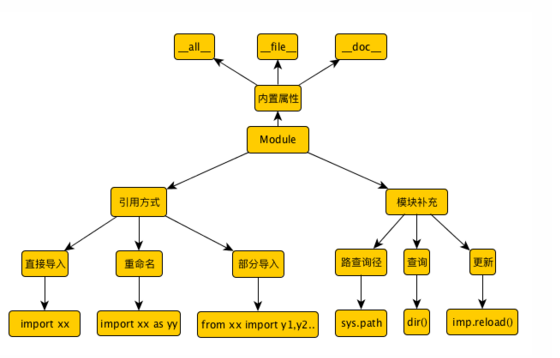 __all__
__file__
__doc__
内置属性
Module
引用方式
模块补充
直接导入
重命名
部分导入
路查询径
查询
更新
import xx
import xx as yy
from xx import y1,y2..
sys.path
dir()
imp.reload()